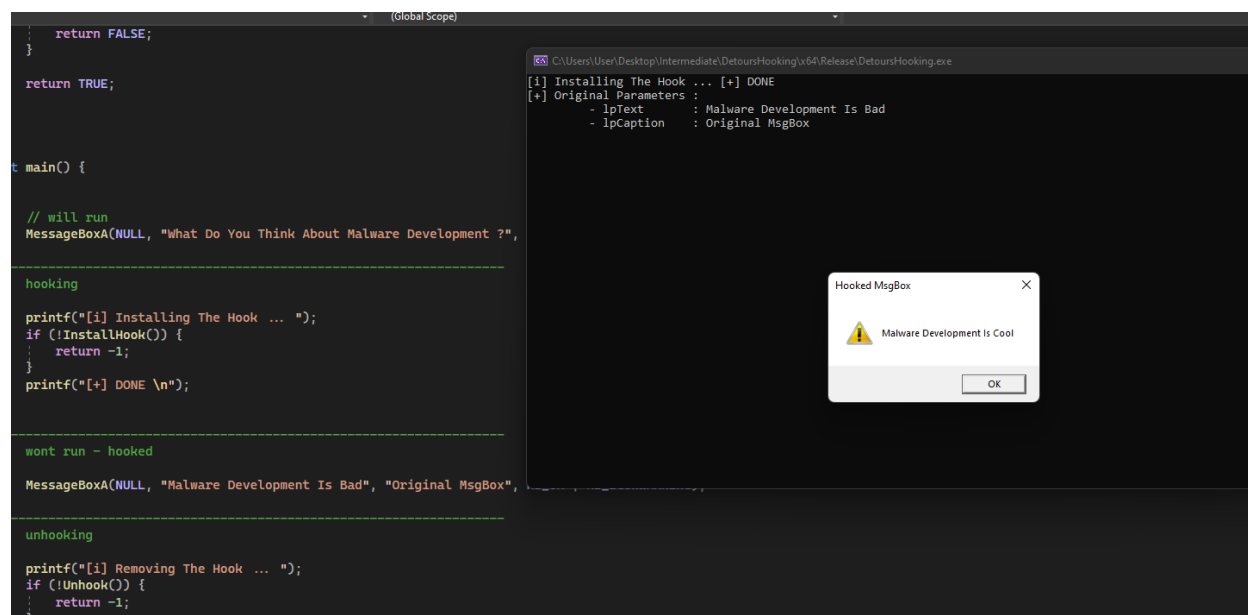 (Global Scope)
return FALSE;
}
return TRUE;
t main() {
// will run
MessageBoxA(NULL, "What Do You Think About Malware Development ?",
hooking
printf("[i] Installing The Hook ... ");
if (!InstallHook()) {
return -1;
}
printf("[+] DONE \n");
wont run - hooked
MessageBoxA(NULL, "Malware Development Is Bad", "Original MsgBox",
unhooking
printf("[i] Removing The Hook ... ");
if (!Unhook()) {
return -1;
C:\Users\User\Desktop\Intermediate\DetoursHooking\x64\Release\DetoursHooking.exe
[i] Installing The Hook ... [+] DONE
[+] Original Parameters :
- lpText : Malware Development Is Bad
- lpCaption : Original MsgBox
Hooked MsgBox
Malware Development Is Cool
OK